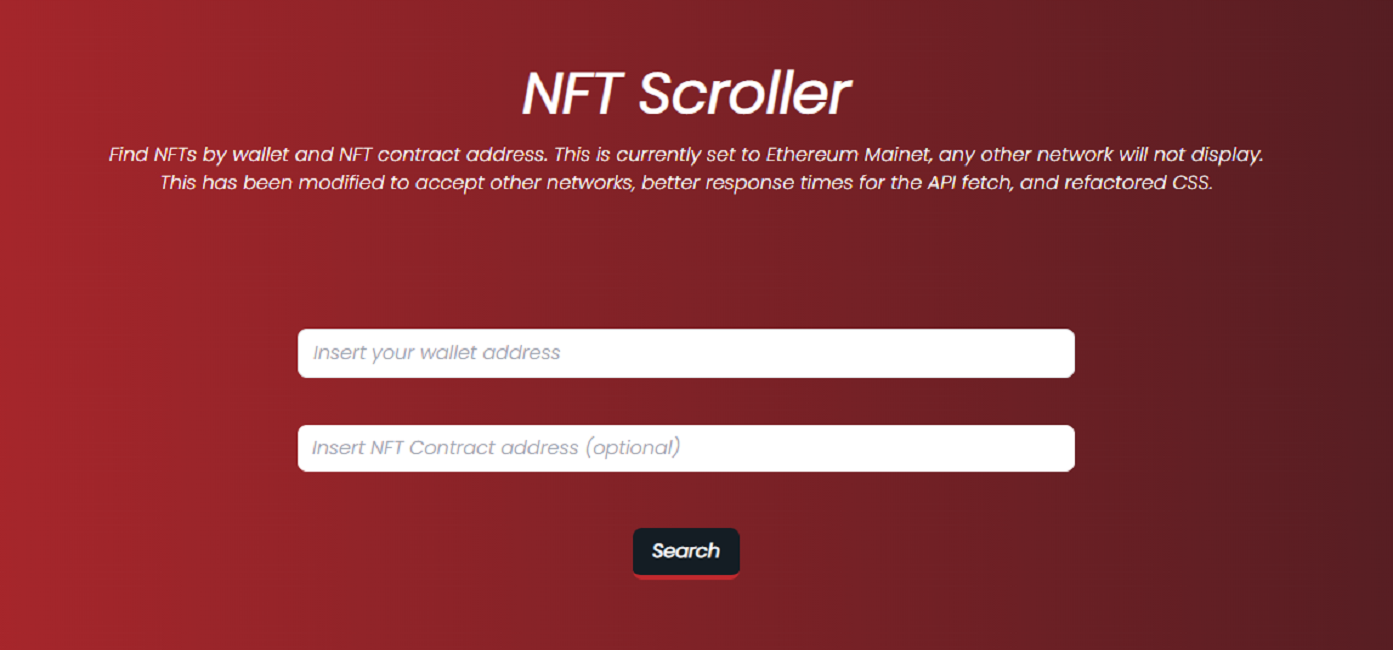 NFT Scroller
Find NFTs by wallet and NFT contract address. This is currently set to Ethereum Mainet, any other network will not display.
This has been modified to accept other networks, better response times for the API fetch, and refactored CSS.
Insert your wallet address
Insert NFT Contract address (optional)
Search